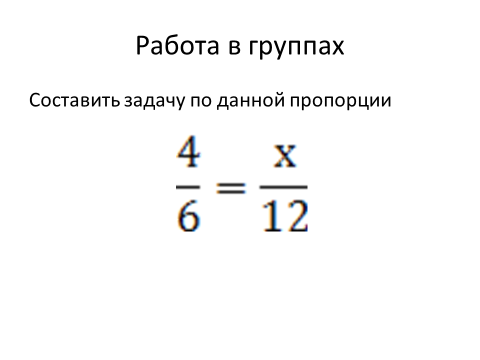 Работа в группах
Составить задачу по данной пропорции
4/6 = x/12